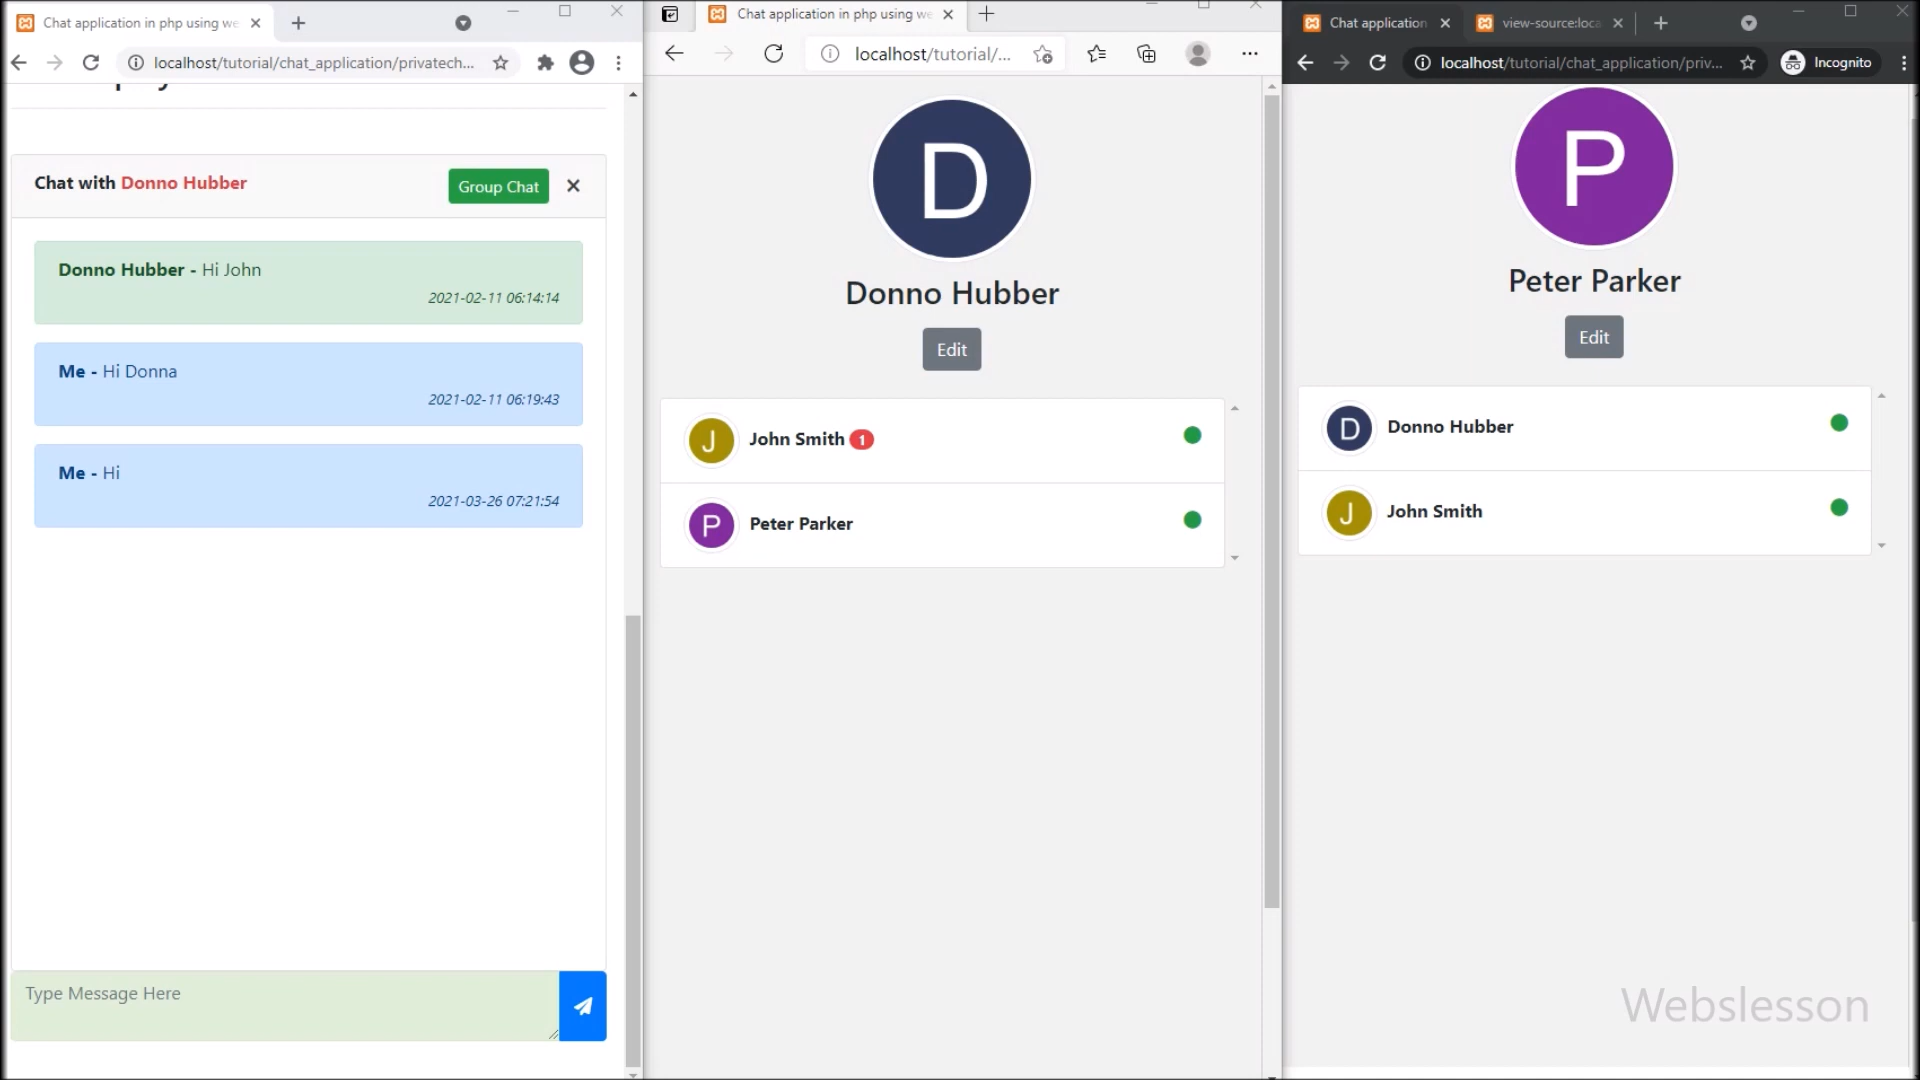 Chat application in php using we
localhost/tutorial/chat_application/privatech...
Chat with Donno Hubber
Group Chat
Donno Hubber - Hi John
2021-02-11 06:14:14
Me - Hi Donna
2021-02-11 06:19:43
Me - Hi
2021-03-26 07:21:54
Type Message Here
Chat application in php using we
localhost/tutorial/...
D
Donno Hubber
Edit
J John Smith 1
P Peter Parker
Chat application
view-source:loca
localhost/tutorial/chat_application/priv...
Incognito
P
Peter Parker
Edit
D Donno Hubber
J John Smith
Webslesson